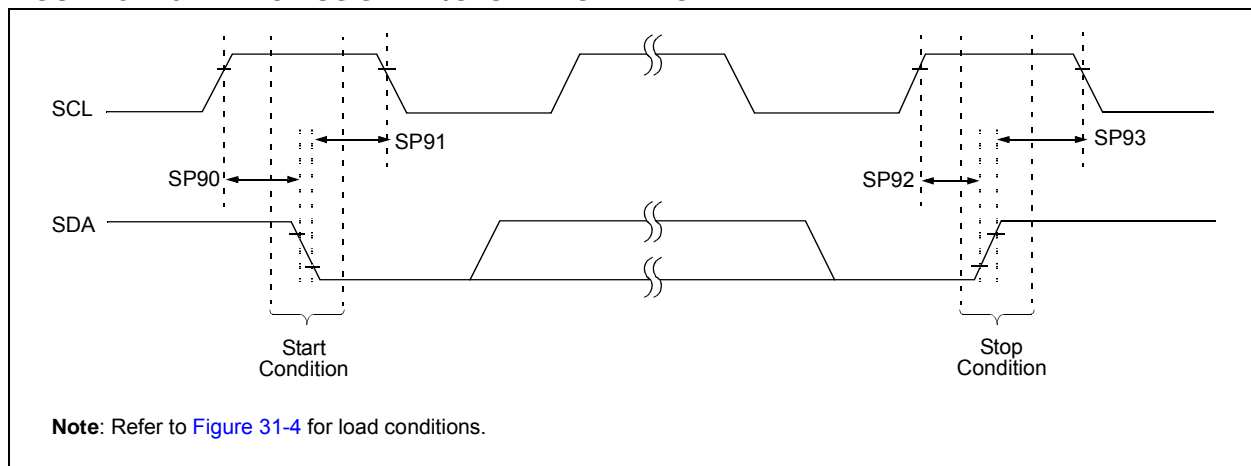 SCL
SP91
SP93
SP90
SP92
SDA
Start
Condition
Stop
Condition
Note: Refer to Figure 31-4 for load conditions.